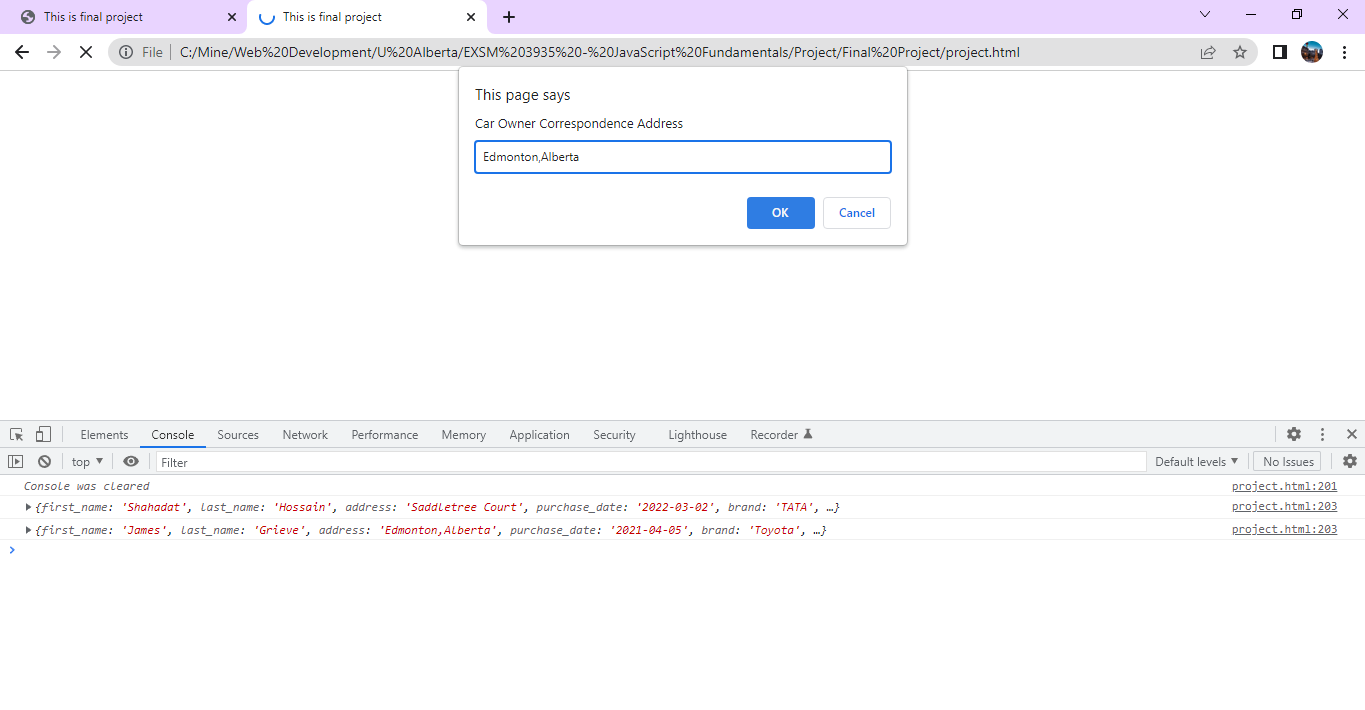 This is final project
This is final project
File
C:/Mine/Web%20Development/U%20Alberta/EXSM%203935%20-%20JavaScript%20Fundamentals/Project/Final%20Project/project.html
This page says
Car Owner Correspondence Address
Edmonton,Alberta
OK
Cancel
Elements Console Sources Network Performance Memory Application Security Lighthouse Recorder
top Filter Default levels No Issues
Console was cleared project.html:201
{first_name: 'Shahadat', last_name: 'Hossain', address: 'Saddletree Court', purchase_date: '2022-03-02', brand: 'TATA', …} project.html:203
{first_name: 'James', last_name: 'Grieve', address: 'Edmonton,Alberta', purchase_date: '2021-04-05', brand: 'Toyota', …} project.html:203